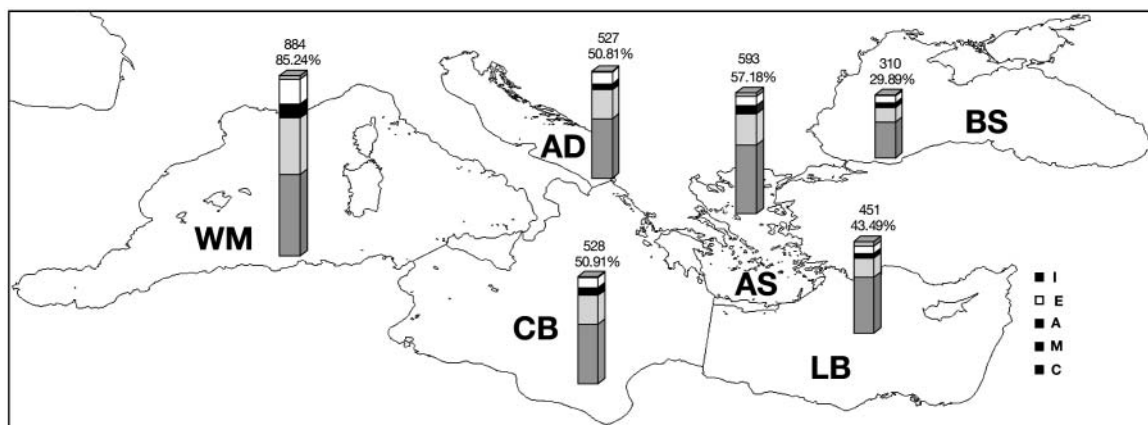 884
85.24%
527
50.81%
593
57.18%
310
29.89%
BS
AD
WM
451
43.49%
528
50.91%
AS
CB
LB
I
E
A
M
C